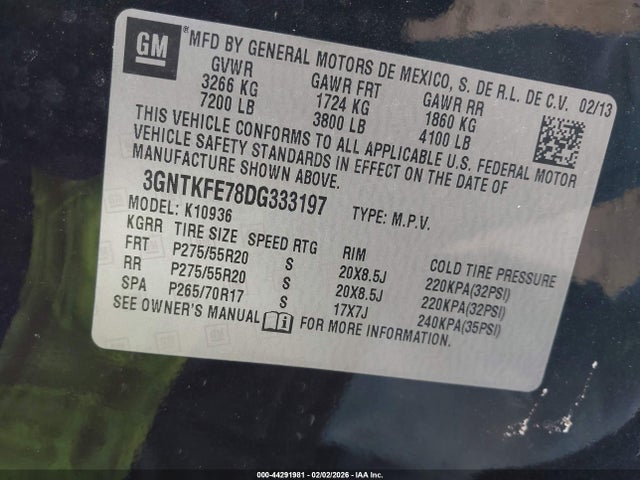 GM
MFD BY GENERAL MOTORS DE MEXICO, S. DE R.L. DE C.V. 02/13
GVWR GAWR FRT GAWR RR
3266 KG 1724 KG 1860 KG
7200 LB 3800 LB 4100 LB
THIS VEHICLE CONFORMS TO ALL APPLICABLE U.S. FEDERAL MOTOR
VEHICLE SAFETY STANDARDS IN EFFECT ON THE DATE OF
MANUFACTURE SHOWN ABOVE.
3GNTKFE78DG333197 TYPE: M.P.V.
MODEL: K10936
KGRR TIRE SIZE SPEED RTG RIM COLD TIRE PRESSURE
FRT P275/55R20 S 20X8.5J 220KPA(32PSI)
RR P275/55R20 S 20X8.5J 220KPA(32PSI)
SPA P265/70R17 S 17X7J 240KPA(35PSI)
SEE OWNER'S MANUAL FOR MORE INFORMATION.
000-44291981 - 02/02/2026 - IAAI, Inc.